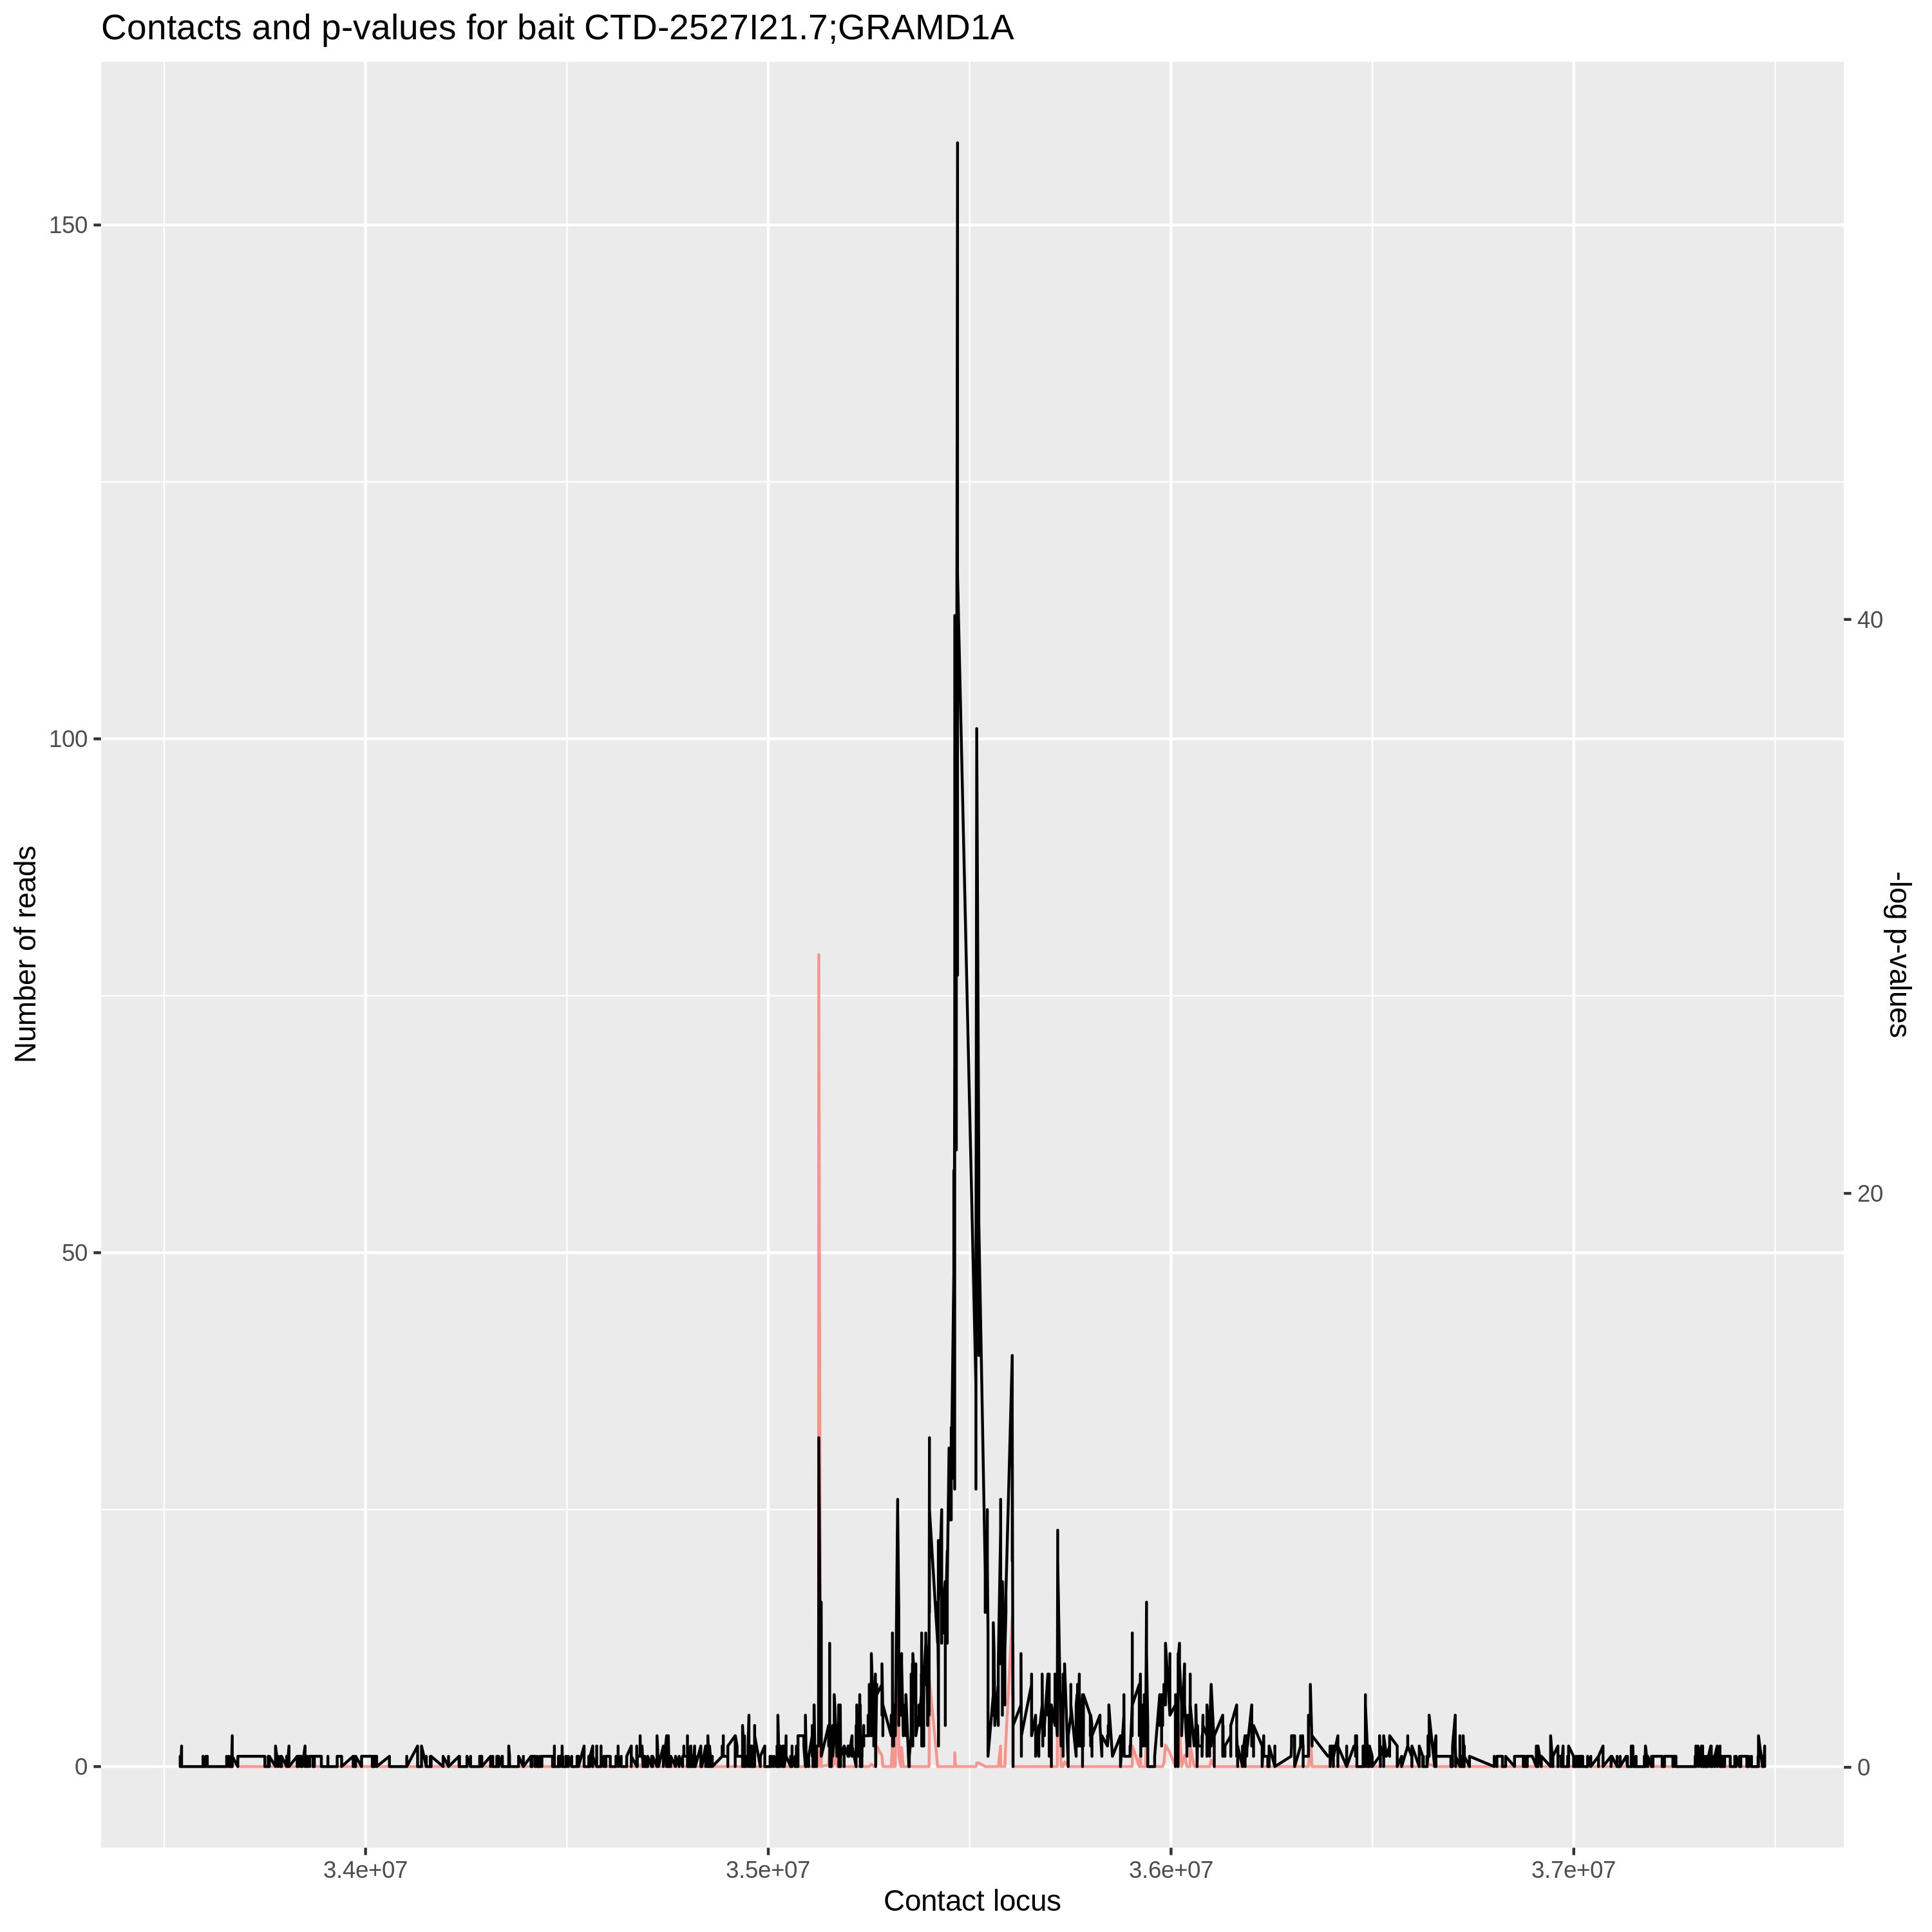 Contacts and p-values for bait CTD-2527I21.7;GRAMD1A
150
100
50
0
Number of reads
40
20
0
-log p-values
3.4e+07 3.5e+07 3.6e+07 3.7e+07
Contact locus